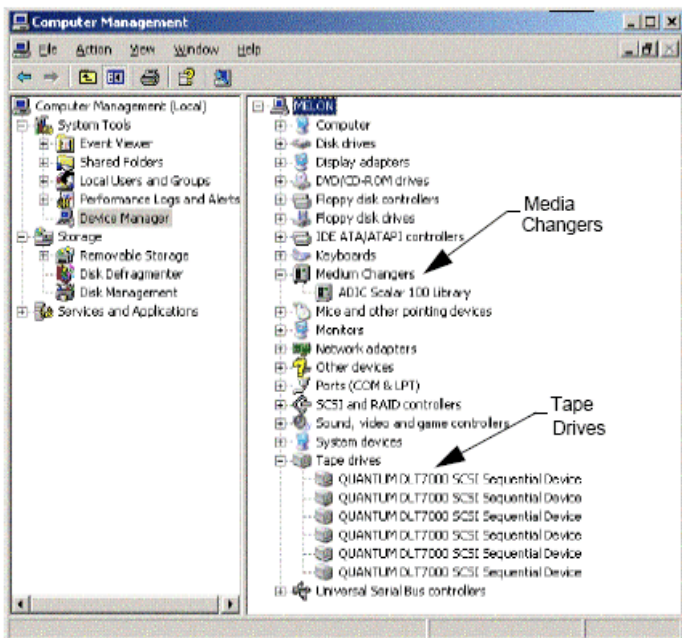 Computer Management
File Action View Window Help
Computer Management (Local)
System Tools
Event Viewer
Shared Folders
Local Users and Groups
Performance Logs and Alerts
Device Manager
Storage
Removable Storage
Disk Defragmenter
Disk Management
Services and Applications
MELON
Computer
Disk drives
Display adapters
DVD/CD-ROM drives
Floppy disk controllers
Floppy disk drives
IDE ATA/ATAPI controllers
Keyboards
Medium Changers
ADIC Scalar 100 Library
Mice and other pointing devices
Monitors
Network adapters
Other devices
Ports (COM & LPT)
SCSI and RAID controllers
Sound, video and game controllers
System devices
Tape drives
QUANTUM DLT7000 SCSI Sequential Device
QUANTUM DLT7000 SCSI Sequential Device
QUANTUM DLT7000 SCSI Sequential Device
QUANTUM DLT7000 SCSI Sequential Device
QUANTUM DLT7000 SCSI Sequential Device
QUANTUM DLT7000 SCSI Sequential Device
Universal Serial Bus controllers
Media
Changers
Tape
Drives